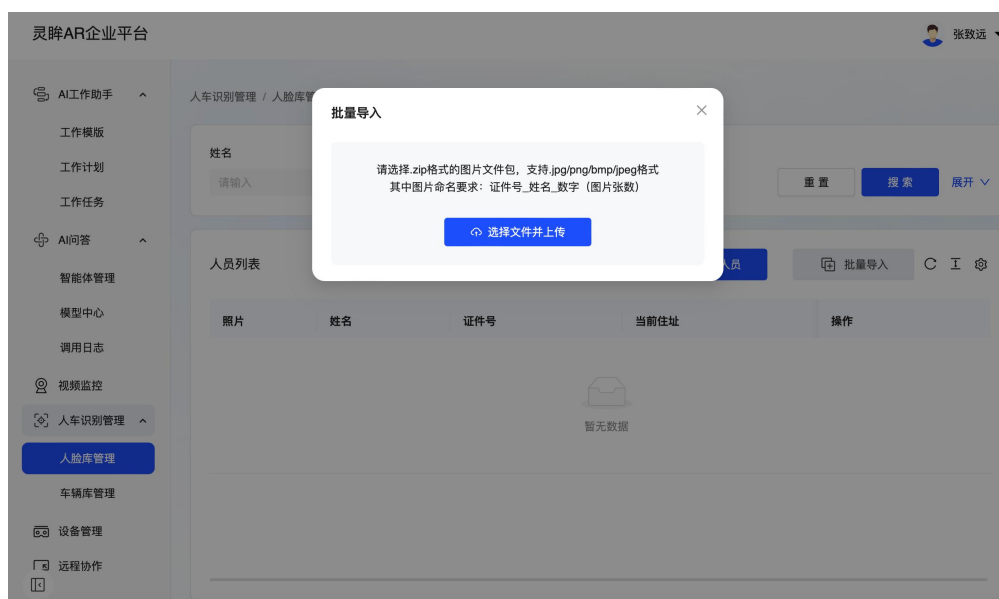 灵眸AR企业平台
张致远
AI工作助手
工作模版
工作计划
工作任务
AI问答
智能体管理
模型中心
调用日志
视频监控
人车识别管理
人脸库管理
车辆库管理
设备管理
远程协作
人车识别管理 / 人脸库管
姓名
请输入
重置
搜索
展开
批量导入
请选择.zip格式的图片文件包，支持.jpg/png/bmp/jpeg格式
其中图片命名要求：证件号_姓名_数字（图片张数）
选择文件并上传
人员列表
人员
批量导入
照片 姓名 证件号 当前住址 操作
暂无数据